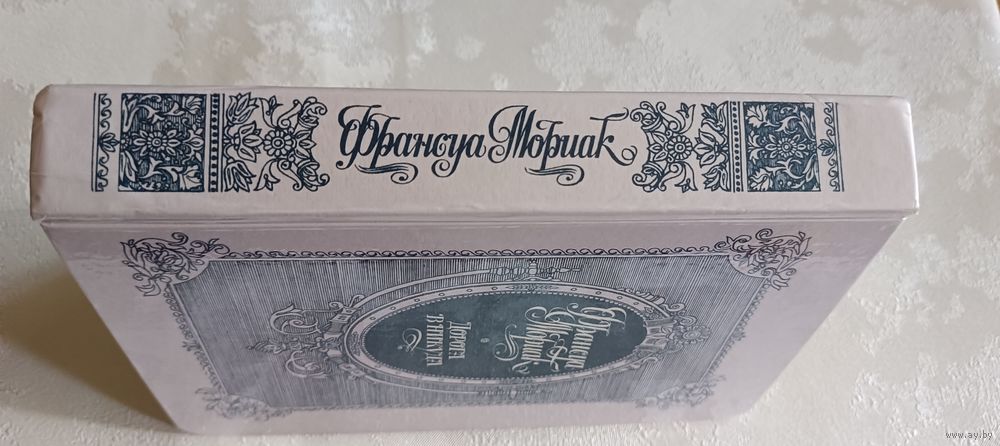 Франсуа Мориак
Франсуа
Мориак
Дорога
в никуда
www.ay.by